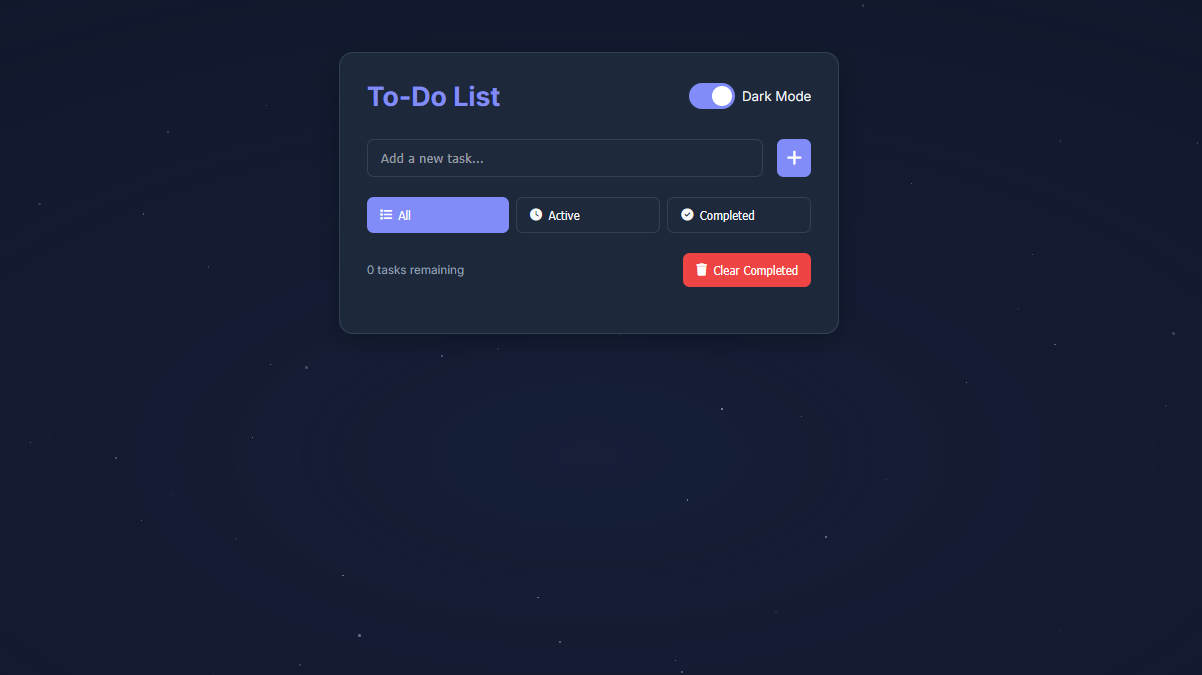 To-Do List
Dark Mode
Add a new task...
All
Active
Completed
0 tasks remaining
Clear Completed